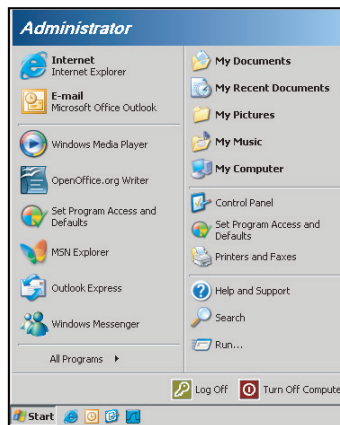 Administrator
Internet
Internet Explorer
E-mail
Microsoft Office Outlook
Windows Media Player
OpenOffice.org Writer
Set Program Access and
Defaults
MSN Explorer
Outlook Express
Windows Messenger
All Programs
My Documents
My Recent Documents
My Pictures
My Music
My Computer
Control Panel
Set Program Access and
Defaults
Printers and Faxes
Help and Support
Search
Run...
Log Off
Turn Off Compute
Start